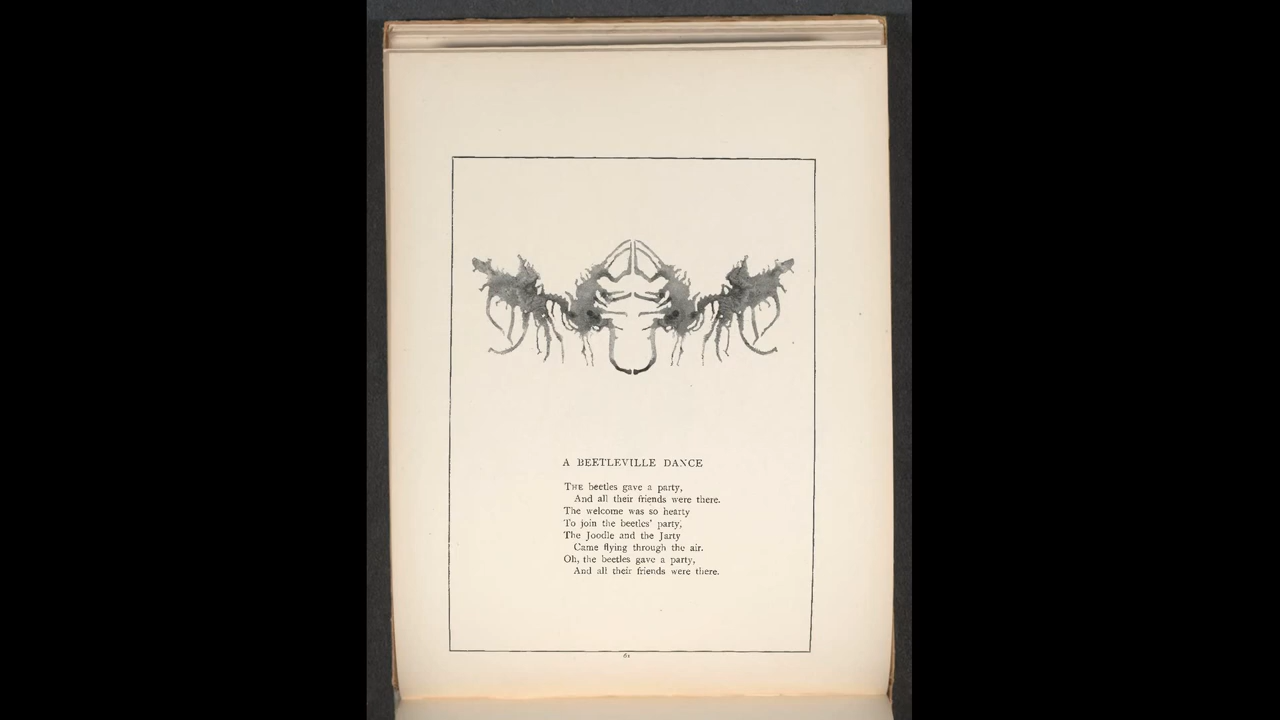 A BEETLEVILLE DANCE
THE beetles gave a party,
And all their friends were there.
The welcome was so hearty
To join the beetles' party,
The Joodle and the Jarty
Came flying through the air.
Oh, the beetles gave a party,
And all their friends were there.
61